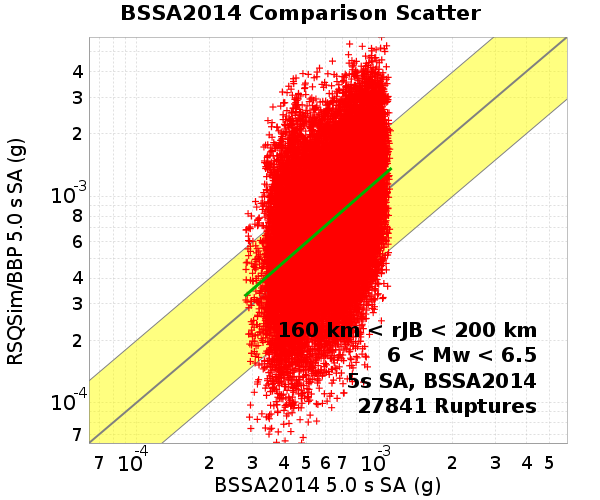 BSSA2014 Comparison Scatter
RSQSim/BBP 5.0 s SA (g)
4
3
2
10-3
8
6
4
3
2
10-4
7
160 km < rJB < 200 km
6 < Mw < 6.5
5s SA, BSSA2014
27841 Ruptures
7 10-4 2 3 4 5 6 7 10-3 2 3 4 5
BSSA2014 5.0 s SA (g)